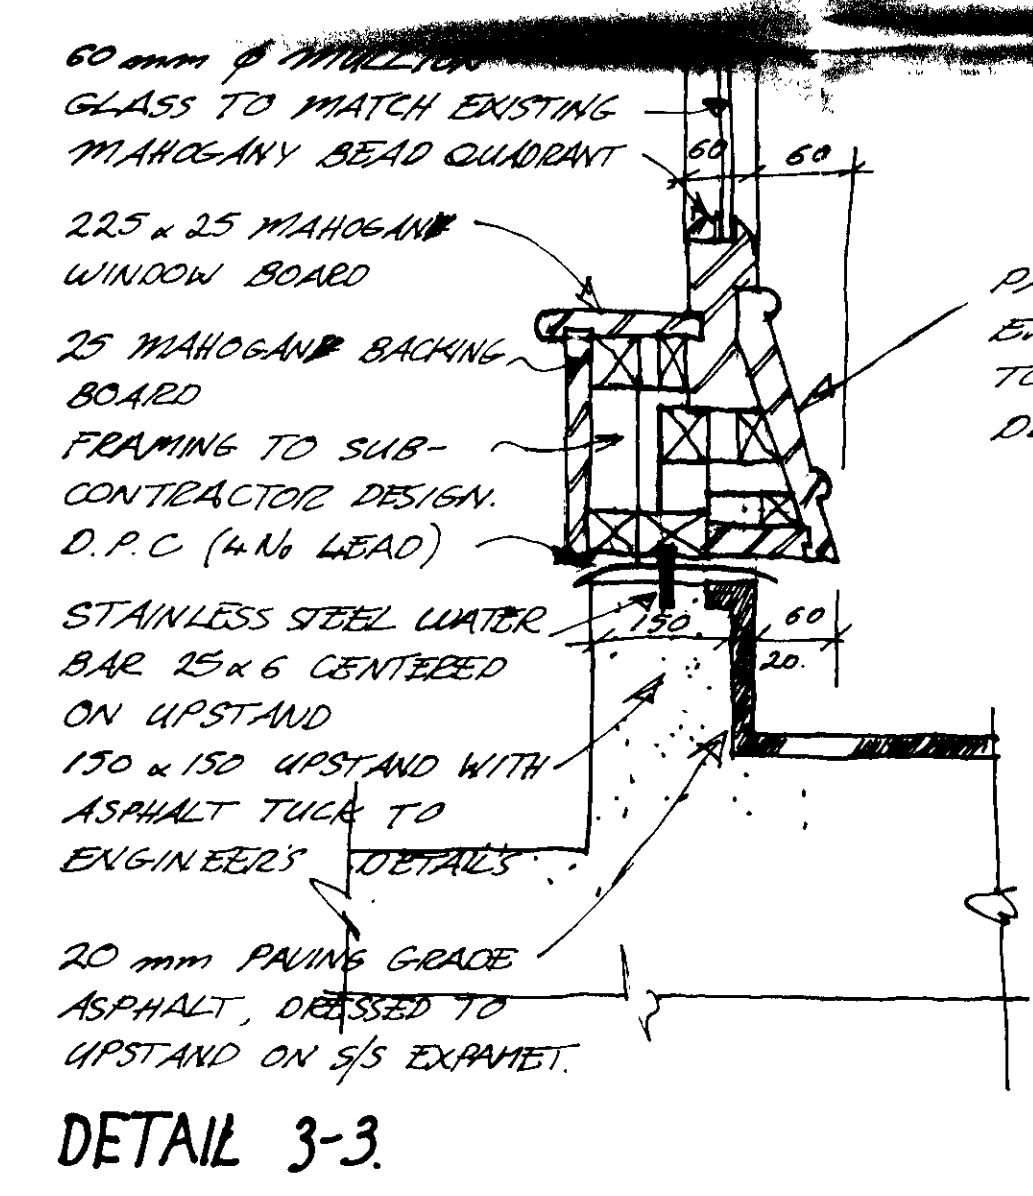 60 mm ϕ MULLION
GLASS TO MATCH EXISTING
MAHOGANY BEAD QUADRANT
60
60
225 x 25 MAHOGANY
WINDOW BOARD
25 MAHOGANY BACKING
BOARD
FRAMING TO SUB-
CONTRACTOR DESIGN.
D.P.C (4 No LEAD)
STAINLESS STEEL WATER
BAR 25 x 6 CENTERED
ON UPSTAND
150
60
20.
150 x 150 UPSTAND WITH
ASPHALT TUCK TO
ENGINEER'S DETAILS
20 mm PAVING GRADE
ASPHALT, DRESSED TO
UPSTAND ON S/S EXPAMET.
TO
DETAIL 3-3.